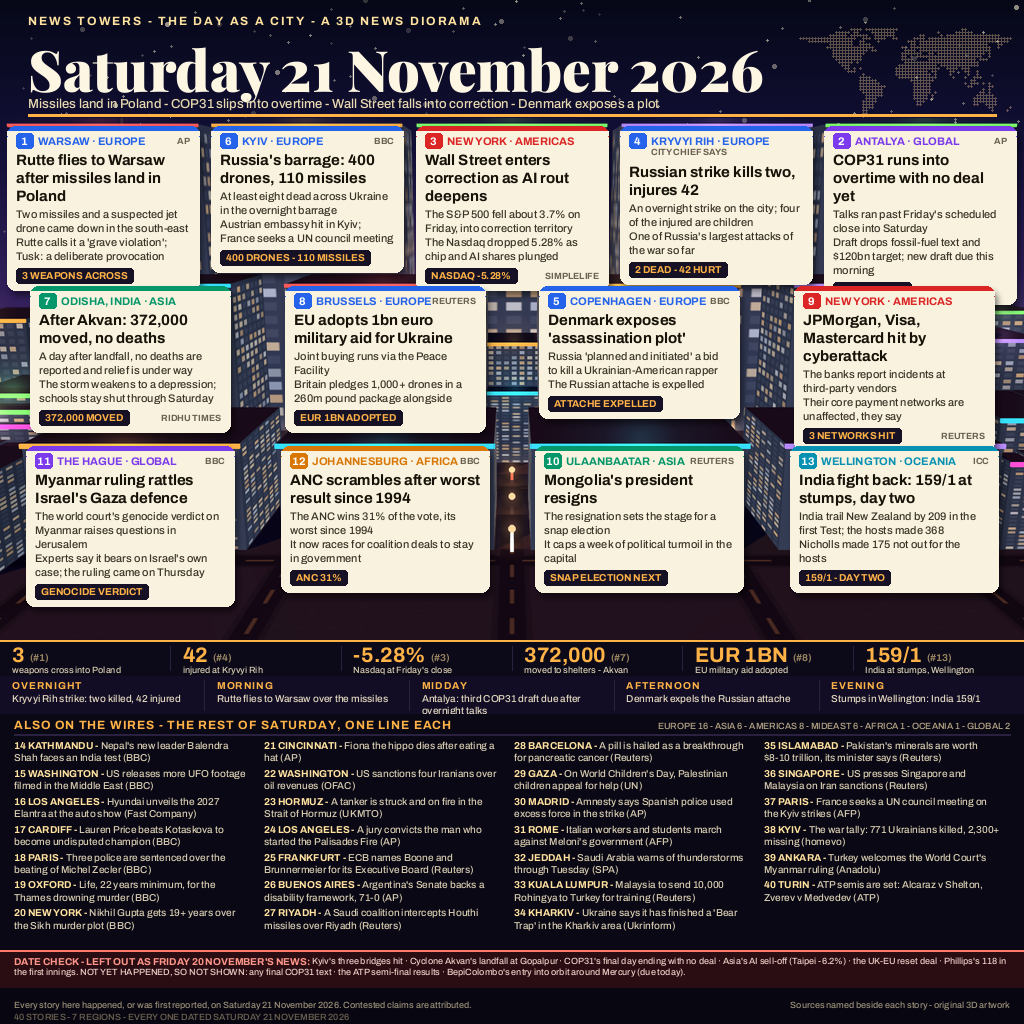 NEWS TOWERS - THE DAY AS A CITY - A 3D NEWS DIORAMA
Saturday 21 November 2026
Missiles land in Poland - COP31 slips into overtime - Wall Street falls into correction - Denmark exposes a plot
1 WARSAW · EUROPE AP
Rutte flies to Warsaw
after missiles land in
Poland
Two missiles and a suspected jet
drone came down in the south-east
Rutte calls it a 'grave violation';
Tusk: a deliberate provocation
3 WEAPONS ACROSS
6 KYIV · EUROPE BBC
Russia's barrage: 400
drones, 110 missiles
At least eight dead across Ukraine
in the overnight barrage
Austrian embassy hit in Kyiv;
France seeks a UN council meeting
400 DRONES - 110 MISSILES
3 NEW YORK · AMERICAS
Wall Street enters
correction as AI rout
deepens
The S&P 500 fell about 3.7% on
Friday, into correction territory
The Nasdaq dropped 5.28% as
chip and AI shares plunged
NASDAQ -5.28% SIMPLELIFE
4 KRYVYI RIH · EUROPE
CITY CHIEF SAYS
Russian strike kills two,
injures 42
An overnight strike on the city; four
of the injured are children
One of Russia's largest attacks of
the war so far
2 DEAD - 42 HURT
2 ANTALYA · GLOBAL AP
COP31 runs into
overtime with no deal
yet
Talks ran past Friday's scheduled
close into Saturday
Draft drops fossil-fuel text and
$120bn target; new draft due this
morning
7 ODISHA, INDIA · ASIA
After Akvan: 372,000
moved, no deaths
A day after landfall, no deaths are
reported and relief is under way
The storm weakens to a depression;
schools stay shut through Saturday
372,000 MOVED RIDHU TIMES
8 BRUSSELS · EUROPE REUTERS
EU adopts 1bn euro
military aid for Ukraine
Joint buying runs via the Peace
Facility
Britain pledges 1,000+ drones in a
260m pound package alongside
EUR 1BN ADOPTED
5 COPENHAGEN · EUROPE BBC
Denmark exposes
'assassination plot'
Russia 'planned and initiated' a bid
to kill a Ukrainian-American rapper
The Russian attache is expelled
ATTACHE EXPELLED
9 NEW YORK · AMERICAS
JPMorgan, Visa,
Mastercard hit by
cyberattack
The banks report incidents at
third-party vendors
Their core payment networks are
unaffected, they say
3 NETWORKS HIT REUTERS
11 THE HAGUE · GLOBAL BBC
Myanmar ruling rattles
Israel's Gaza defence
The world court's genocide verdict on
Myanmar raises questions in
Jerusalem
Experts say it bears on Israel's own
case; the ruling came on Thursday
GENOCIDE VERDICT
12 JOHANNESBURG · AFRICA BBC
ANC scrambles after worst
result since 1994
The ANC wins 31% of the vote, its
worst since 1994
It now races for coalition deals to stay
in government
ANC 31%
10 ULAANBAATAR · ASIA REUTERS
Mongolia's president
resigns
The resignation sets the stage for a
snap election
It caps a week of political turmoil in the
capital
SNAP ELECTION NEXT
13 WELLINGTON · OCEANIA ICC
India fight back: 159/1 at
stumps, day two
India trail New Zealand by 209 in the
first Test; the hosts made 368
Nicholls made 175 not out for the
hosts
159/1 - DAY TWO
3 (#1)
weapons cross into Poland
42 (#4)
injured at Kryvyi Rih
-5.28% (#3)
Nasdaq at Friday's close
372,000 (#7)
moved to shelters - Akvan
EUR 1BN (#8)
EU military aid adopted
159/1 (#13)
India at stumps, Wellington
OVERNIGHT
Kryvyi Rih strike: two killed, 42 injured
MORNING
Rutte flies to Warsaw over the missiles
MIDDAY
Antalya: third COP31 draft due after
overnight talks
AFTERNOON
Denmark expels the Russian attache
EVENING
Stumps in Wellington: India 159/1
ALSO ON THE WIRES - THE REST OF SATURDAY, ONE LINE EACH
EUROPE 16 - ASIA 6 - AMERICAS 8 - MIDEAST 6 - AFRICA 1 - OCEANIA 1 - GLOBAL 2
14 KATHMANDU - Nepal's new leader Balendra
Shah faces an India test (BBC)
15 WASHINGTON - US releases more UFO footage
filmed in the Middle East (BBC)
16 LOS ANGELES - Hyundai unveils the 2027
Elantra at the auto show (Fast Company)
17 CARDIFF - Lauren Price beats Kotaskova to
become undisputed champion (BBC)
18 PARIS - Three police are sentenced over the
beating of Michel Zecler (BBC)
19 OXFORD - Life, 22 years minimum, for the
Thames drowning murder (BBC)
20 NEW YORK - Nikhil Gupta gets 19+ years over
the Sikh murder plot (BBC)
21 CINCINNATI - Fiona the hippo dies after eating a
hat (AP)
22 WASHINGTON - US sanctions four Iranians over
oil revenues (OFAC)
23 HORMUZ - A tanker is struck and on fire in the
Strait of Hormuz (UKMTO)
24 LOS ANGELES - A jury convicts the man who
started the Palisades Fire (AP)
25 FRANKFURT - ECB names Boone and
Brunnermeier for its Executive Board (Reuters)
26 BUENOS AIRES - Argentina's Senate backs a
disability framework, 71-0 (AP)
27 RIYADH - A Saudi coalition intercepts Houthi
missiles over Riyadh (Reuters)
28 BARCELONA - A pill is hailed as a breakthrough
for pancreatic cancer (Reuters)
29 GAZA - On World Children's Day, Palestinian
children appeal for help (UN)
30 MADRID - Amnesty says Spanish police used
excess force in the strike (AP)
31 ROME - Italian workers and students march
against Meloni's government (AFP)
32 JEDDAH - Saudi Arabia warns of thunderstorms
through Tuesday (SPA)
33 KUALA LUMPUR - Malaysia to send 10,000
Rohingya to Turkey for training (Reuters)
34 KHARKIV - Ukraine says it has finished a 'Bear
Trap' in the Kharkiv area (Ukrinform)
35 ISLAMABAD - Pakistan's minerals are worth
$8-10 trillion, its minister says (Reuters)
36 SINGAPORE - US presses Singapore and
Malaysia on Iran sanctions (Reuters)
37 PARIS - France seeks a UN council meeting on
the Kyiv strikes (AFP)
38 KYIV - The war tally: 771 Ukrainians killed, 2,300+
missing (homevo)
39 ANKARA - Turkey welcomes the World Court's
Myanmar ruling (Anadolu)
40 TURIN - ATP semis are set: Alcaraz v Shelton,
Zverev v Medvedev (ATP)
DATE CHECK - LEFT OUT AS FRIDAY 20 NOVEMBER'S NEWS: Kyiv's three bridges hit · Cyclone Akvan's landfall at Gopalpur · COP31's final day ending with no deal · Asia's AI sell-off (Taipei -6.2%) · the UK-EU reset deal · Phillips's 118 in
the first innings. NOT YET HAPPENED, SO NOT SHOWN: any final COP31 text · the ATP semi-final results · BepiColombo's entry into orbit around Mercury (due today).
Every story here happened, or was first reported, on Saturday 21 November 2026. Contested claims are attributed.
Sources named beside each story - original 3D artwork
40 STORIES - 7 REGIONS - EVERY ONE DATED SATURDAY 21 NOVEMBER 2026